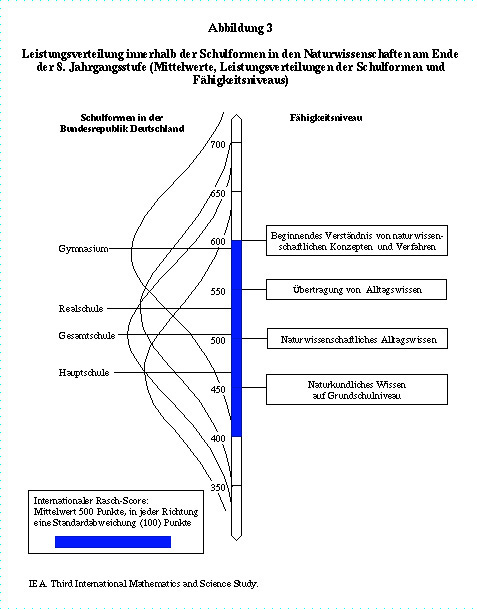 Abbildung 3
Leistungsverteilung innerhalb der Schulformen in den Naturwissenschaften am Ende
der 8. Jahrgangsstufe (Mittelwerte, Leistungsverteilungen der Schulformen und
Fähigkeitsniveaus)
Schulformen in der
Bundesrepublik Deutschland
Fähigkeitsniveau
700
650
600
Beginnendes Verständnis von naturwissen-
schaftlichen Konzepten und Verfahren
Gymnasium
550
Übertragung von Alltagswissen
Realschule
Gesamtschule
500
Naturwissenschaftliches Alltagswissen
Hauptschule
450
Naturkundliches Wissen
auf Grundschulniveau
400
350
Internationaler Rasch-Score:
Mittelwert 500 Punkte, in jeder Richtung
eine Standardabweichung (100) Punkte
IEA. Third International Mathematics and Science Study.